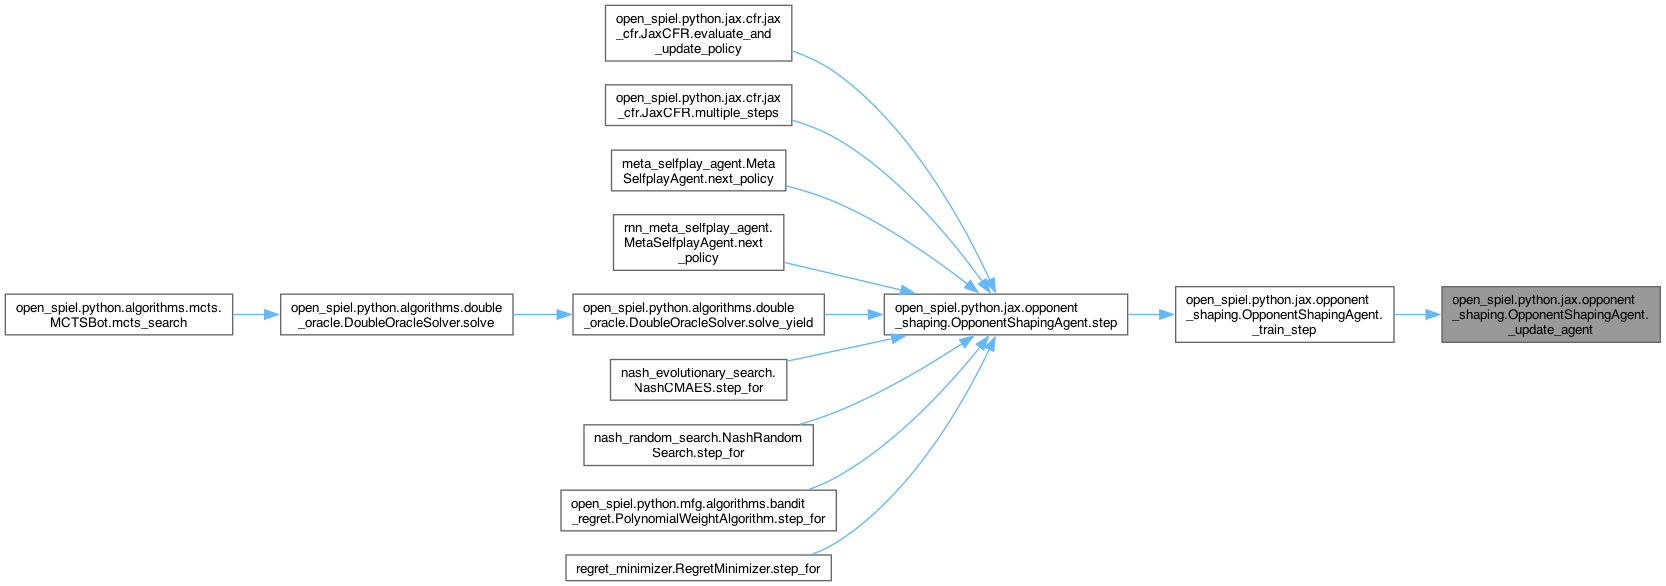 open_spiel.python.jax.cfr.jax
_cfr.JaxCFR.evaluate_and
_update_policy
open_spiel.python.jax.cfr.jax
_cfr.JaxCFR.multiple_steps
meta_selfplay_agent.Meta
SelfplayAgent.next_policy
rnn_meta_selfplay_agent.
MetaSelfplayAgent.next
_policy
open_spiel.python.algorithms.mcts.
MCTSBot.mcts_search
open_spiel.python.algorithms.double
_oracle.DoubleOracleSolver.solve
open_spiel.python.algorithms.double
_oracle.DoubleOracleSolver.solve_yield
open_spiel.python.jax.opponent
_shaping.OpponentShapingAgent.step
open_spiel.python.jax.opponent
_shaping.OpponentShapingAgent.
_train_step
open_spiel.python.jax.opponent
_shaping.OpponentShapingAgent.
_update_agent
nash_evolutionary_search.
NashCMAES.step_for
nash_random_search.NashRandom
Search.step_for
open_spiel.python.mfg.algorithms.bandit
_regret.PolynomialWeightAlgorithm.step_for
regret_minimizer.RegretMinimizer.step_for